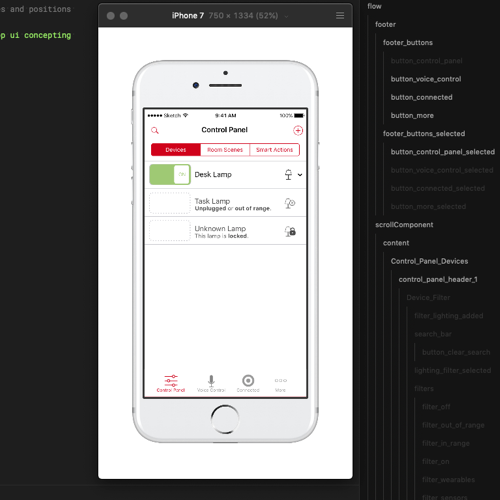 es and positions
op ui concepting
iPhone 7 750 × 1334 (52%)
Sketch
9:41 AM
100%
Control Panel
Devices
Room Scenes
Smart Actions
ON
Desk Lamp
Task Lamp
Unplugged or out of range.
Unknown Lamp
This lamp is locked.
Control Panel
Voice Control
Connected
More
flow
footer
footer_buttons
button_control_panel
button_voice_control
button_connected
button_more
footer_buttons_selected
button_control_panel_selected
button_voice_control_selected
button_connected_selected
button_more_selected
scrollComponent
content
Control_Panel_Devices
control_panel_header_1
Device_Filter
filter_lighting_added
search_bar
button_clear_search
lighting_filter_selected
filters
filter_off
filter_out_of_range
filter_in_range
filter_on
filter_wearables
filter_sensors